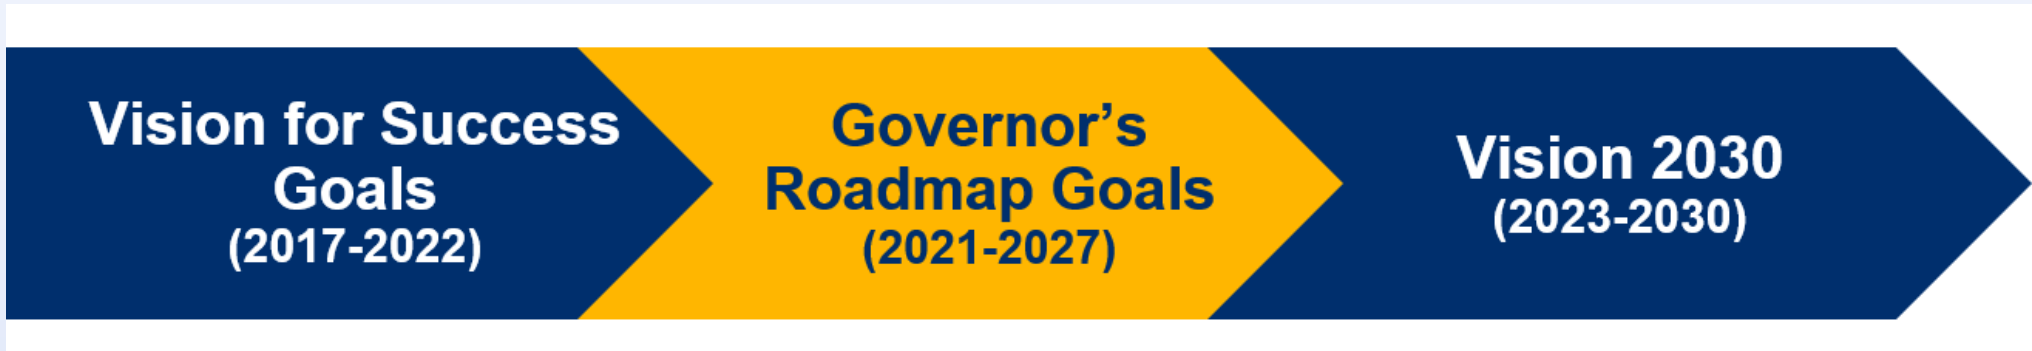 Vision for Success
Goals
(2017-2022)
Governor’s
Roadmap Goals
(2021-2027)
Vision 2030
(2023-2030)